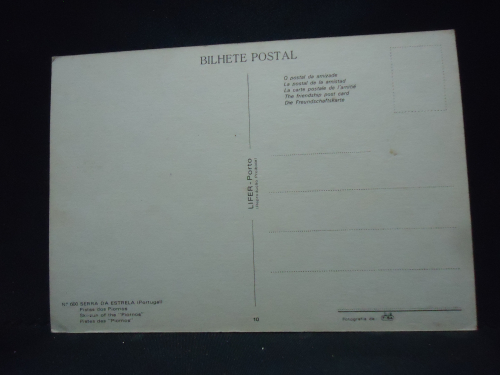 BILHETE POSTAL
O postal da amizade
La postal de la amistad
La carte postale de l'amitié
The friendship post card
Die Freundschaftskarte
LIFER - Porto
SERRA DA ESTRELA (Portugal)
Pistas dos Piornos
of the "Piornos"
Pistes des "Piornos"
10
Fotografia de